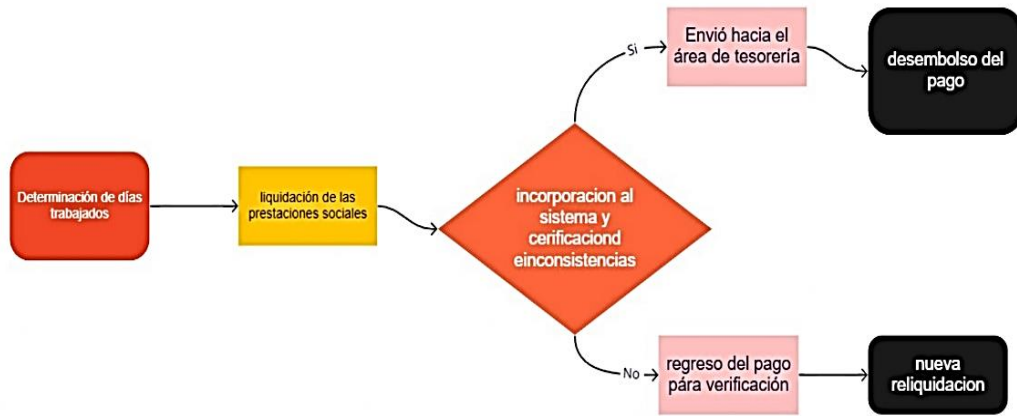 Determinación de días
trabajados
liquidación de las
prestaciones sociales
incorporacion al
sistema y
cerificaciond
einconsistencias
Si
Envió hacia el
área de tesorería
desembolso del
pago
No
regreso del pago
pára verificación
nueva
reliquidacion